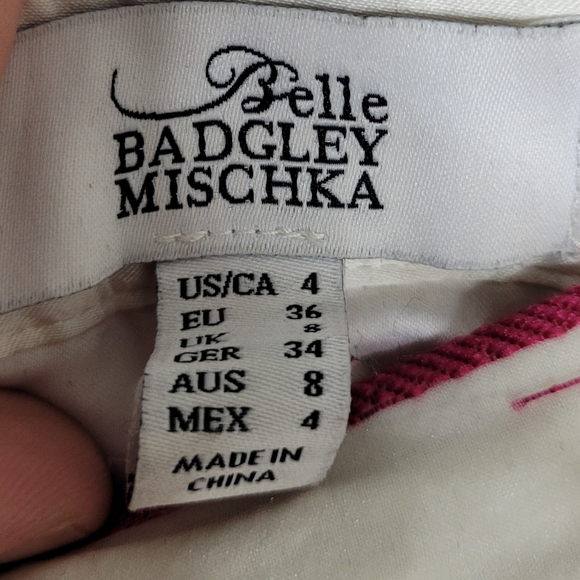 Belle
BADGLEY
MISCHKA
US/CA 4
EU 36
UK 8
GER 34
AUS 8
MEX 4
MADE IN
CHINA